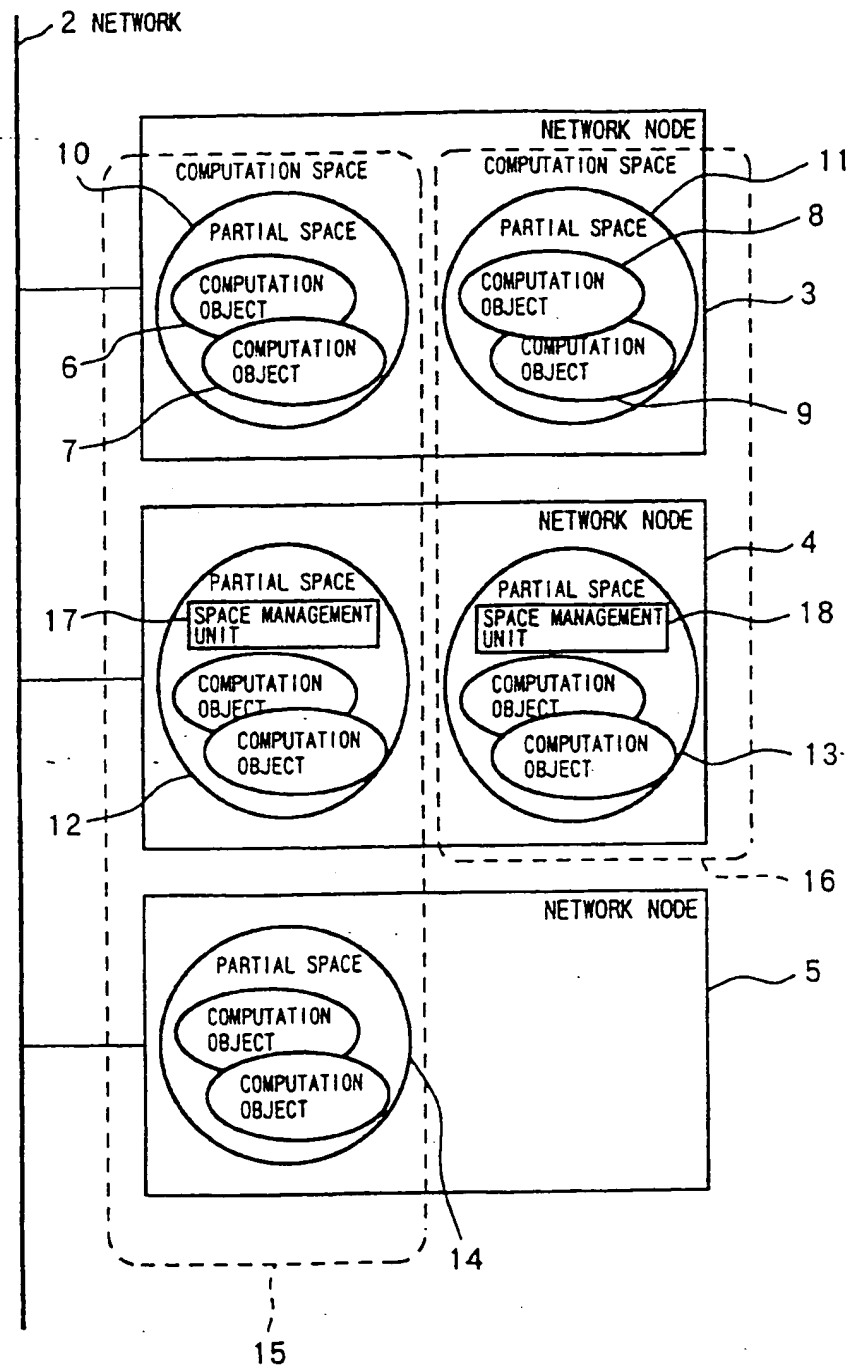 2 NETWORK
NETWORK NODE
10
COMPUTATION SPACE
COMPUTATION SPACE
11
PARTIAL SPACE
PARTIAL SPACE
8
COMPUTATION
OBJECT
COMPUTATION
OBJECT
3
6
COMPUTATION
OBJECT
COMPUTATION
OBJECT
7
9
NETWORK NODE
4
PARTIAL SPACE
PARTIAL SPACE
17
SPACE MANAGEMENT
UNIT
SPACE MANAGEMENT
UNIT
18
COMPUTATION
OBJECT
COMPUTATION
OBJECT
COMPUTATION
OBJECT
COMPUTATION
OBJECT
13
12
16
NETWORK NODE
PARTIAL SPACE
5
COMPUTATION
OBJECT
COMPUTATION
OBJECT
14
15